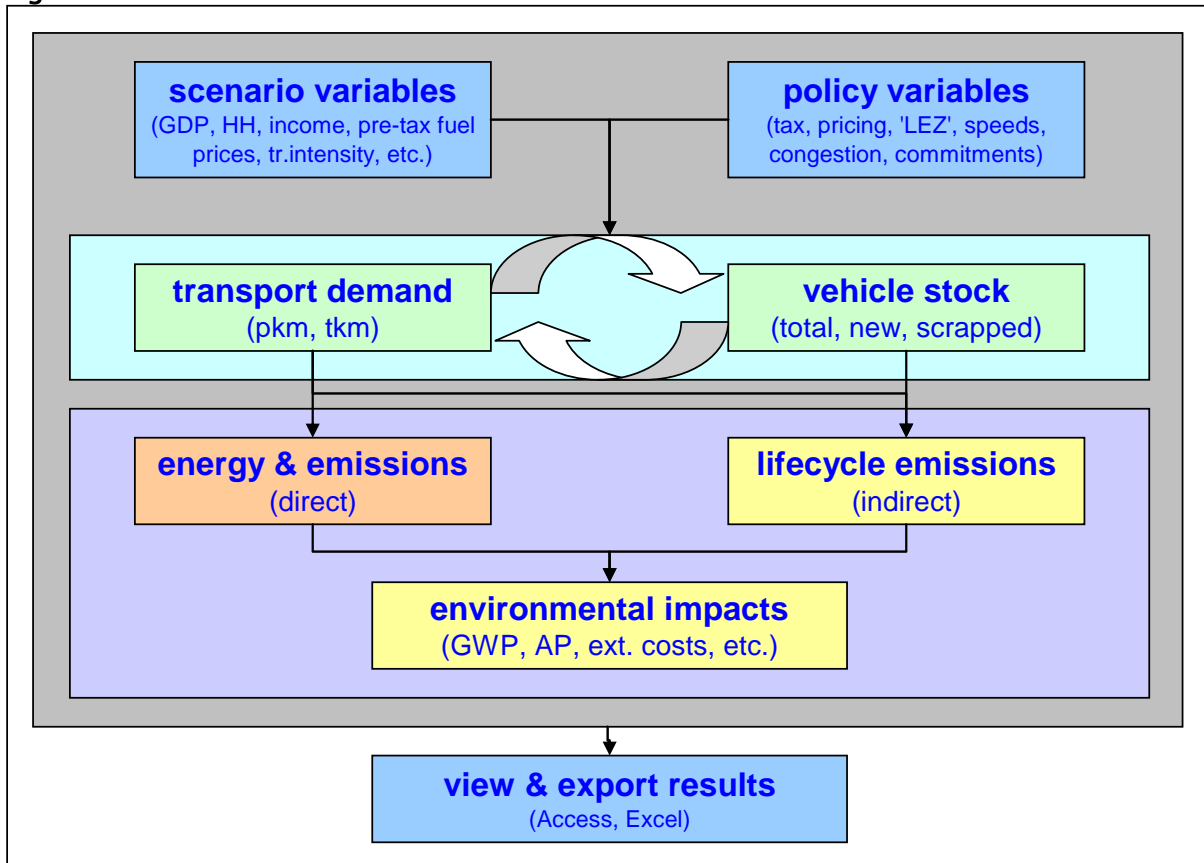 scenario variables
(GDP, HH, income, pre-tax fuel
prices, tr.intensity, etc.)
policy variables
(tax, pricing, 'LEZ', speeds,
congestion, commitments)
transport demand
(pkm, tkm)
vehicle stock
(total, new, scrapped)
energy & emissions
(direct)
lifecycle emissions
(indirect)
environmental impacts
(GWP, AP, ext. costs, etc.)
view & export results
(Access, Excel)